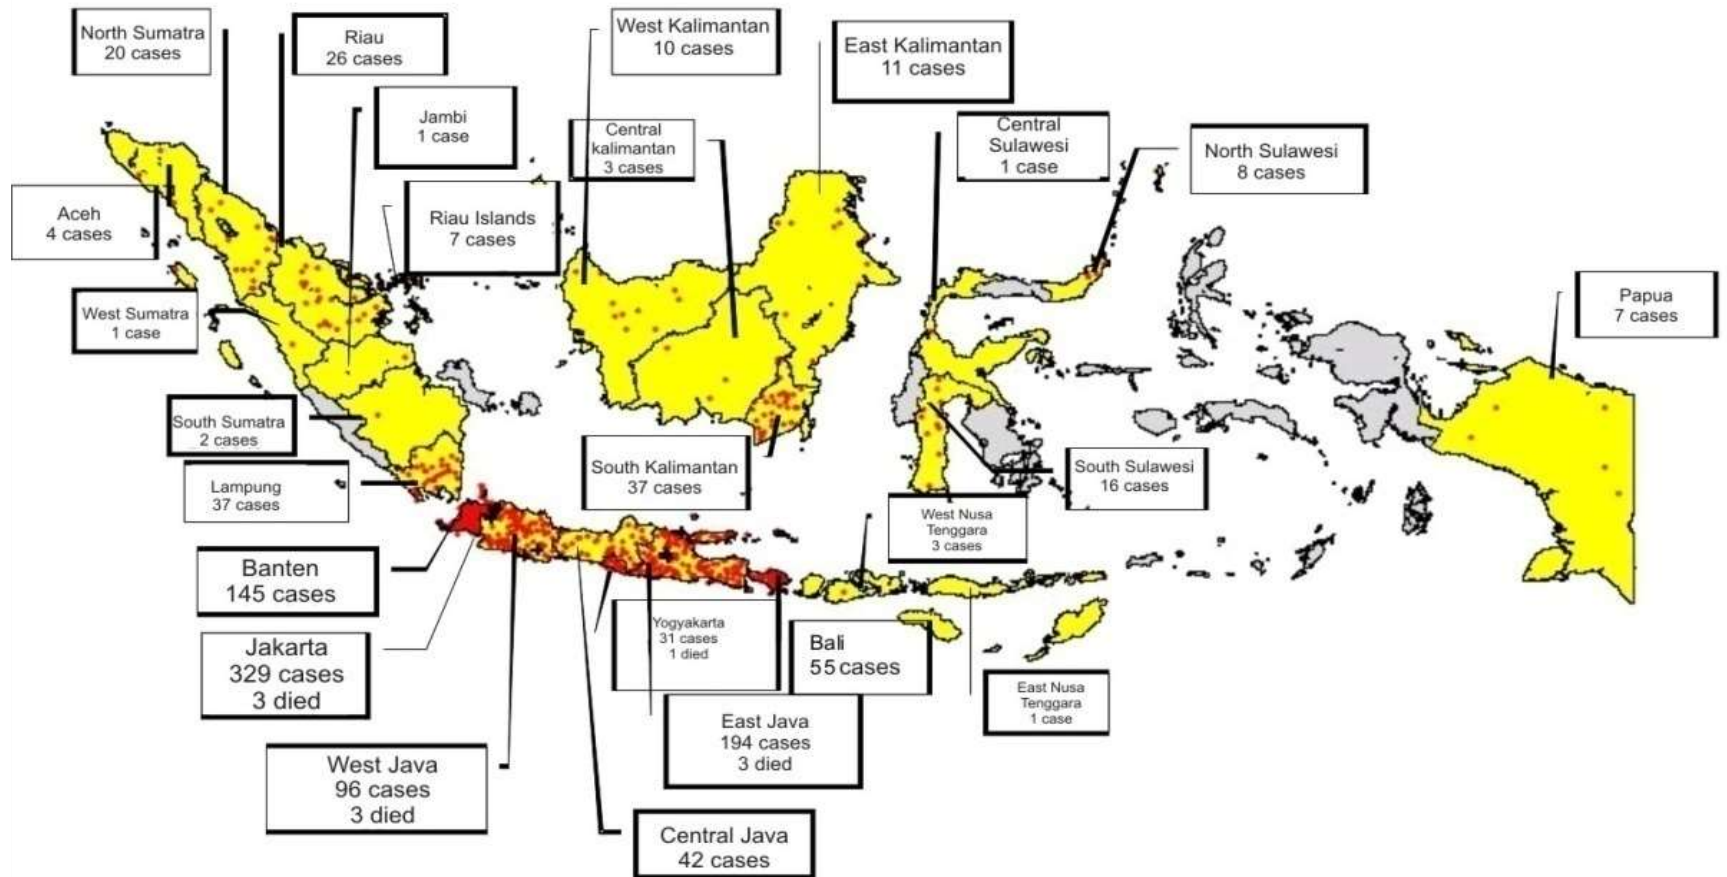 North Sumatra
20 cases
Riau
26 cases
West Kalimantan
10 cases
East Kalimantan
11 cases
Jambi
1 case
Central
kalimantan
3 cases
Central
Sulawesi
1 case
North Sulawesi
8 cases
Aceh
4 cases
Riau Islands
7 cases
West Sumatra
1 case
Papua
7 cases
South Sumatra
2 cases
South Kalimantan
37 cases
South Sulawesi
16 cases
Lampung
37 cases
West Nusa
Tenggara
3 cases
Banten
145 cases
Jakarta
329 cases
3 died
Yogyakarta
31 cases
1 died
Bali
55 cases
East Nusa
Tenggara
1 case
East Java
194 cases
3 died
West Java
96 cases
3 died
Central Java
42 cases